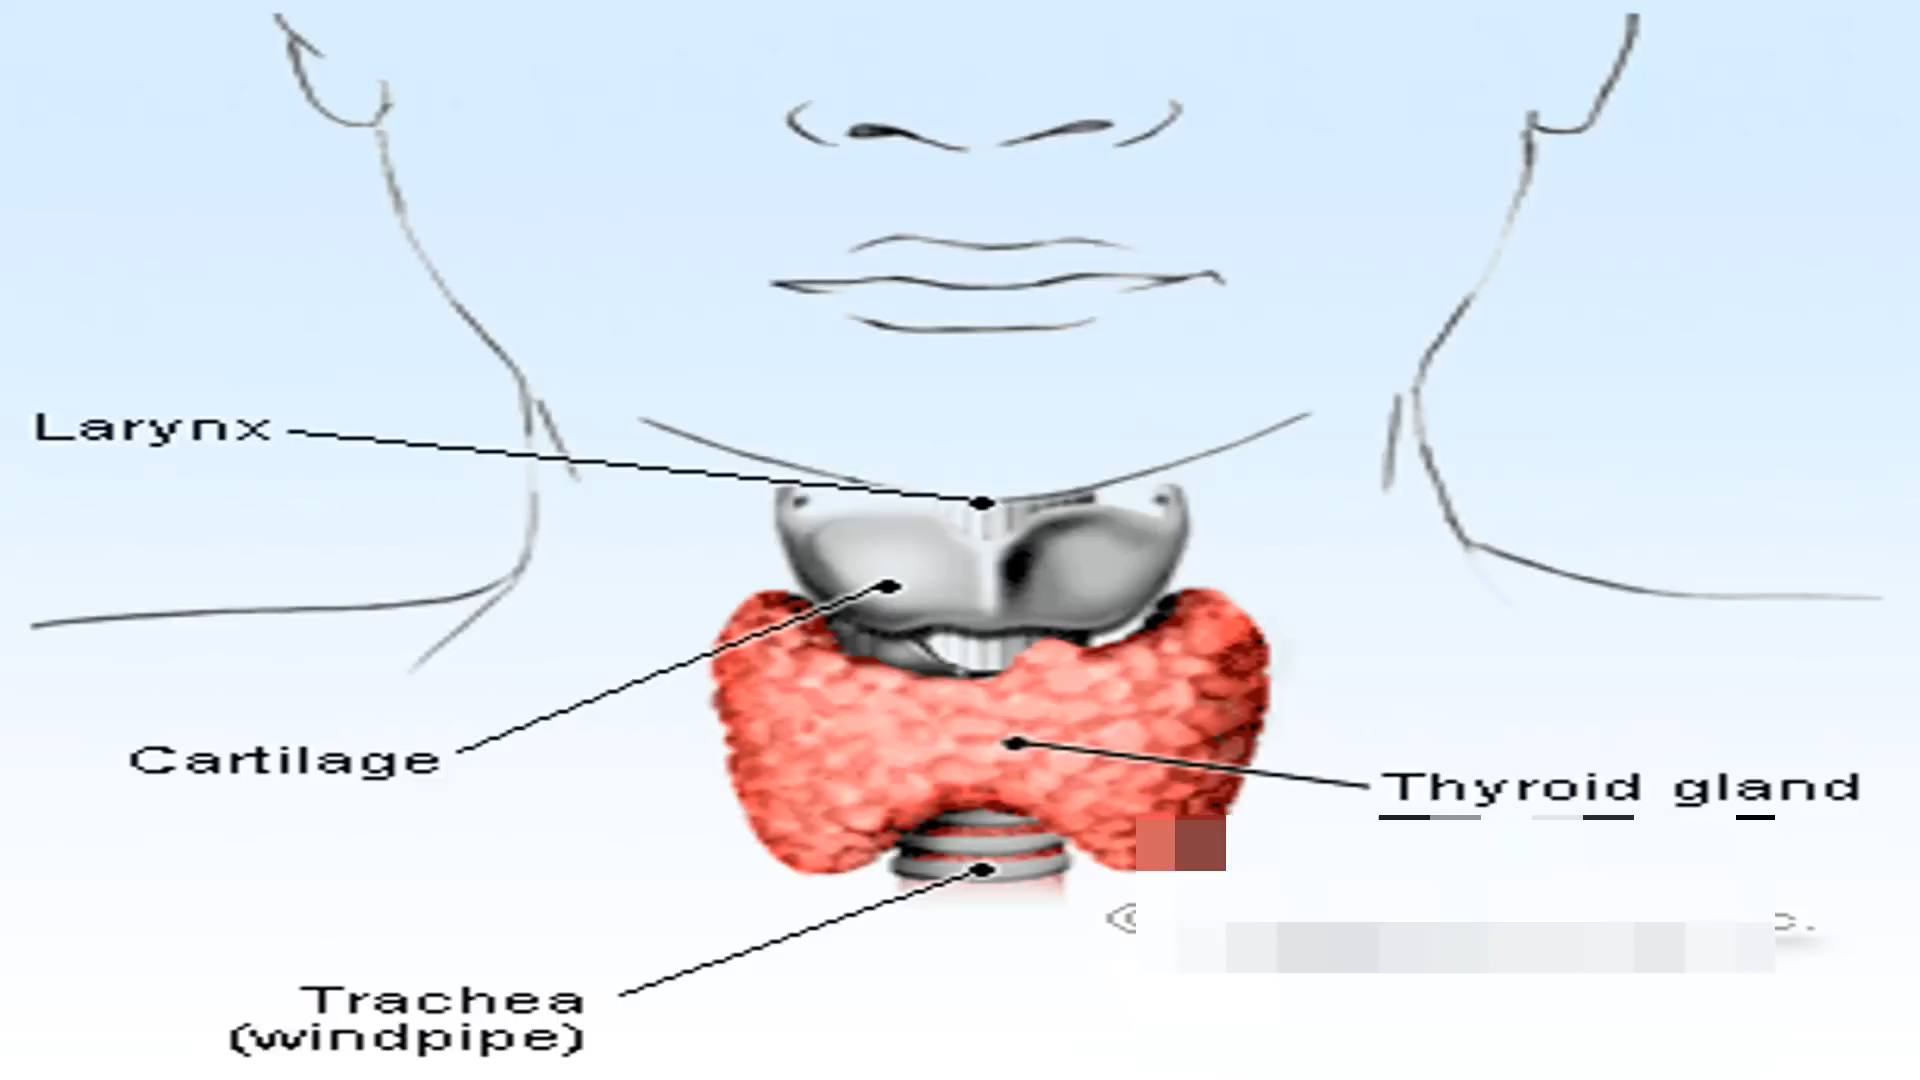 Larynx
Cartilage
Thyroid gland
Trachea
(windpipe)